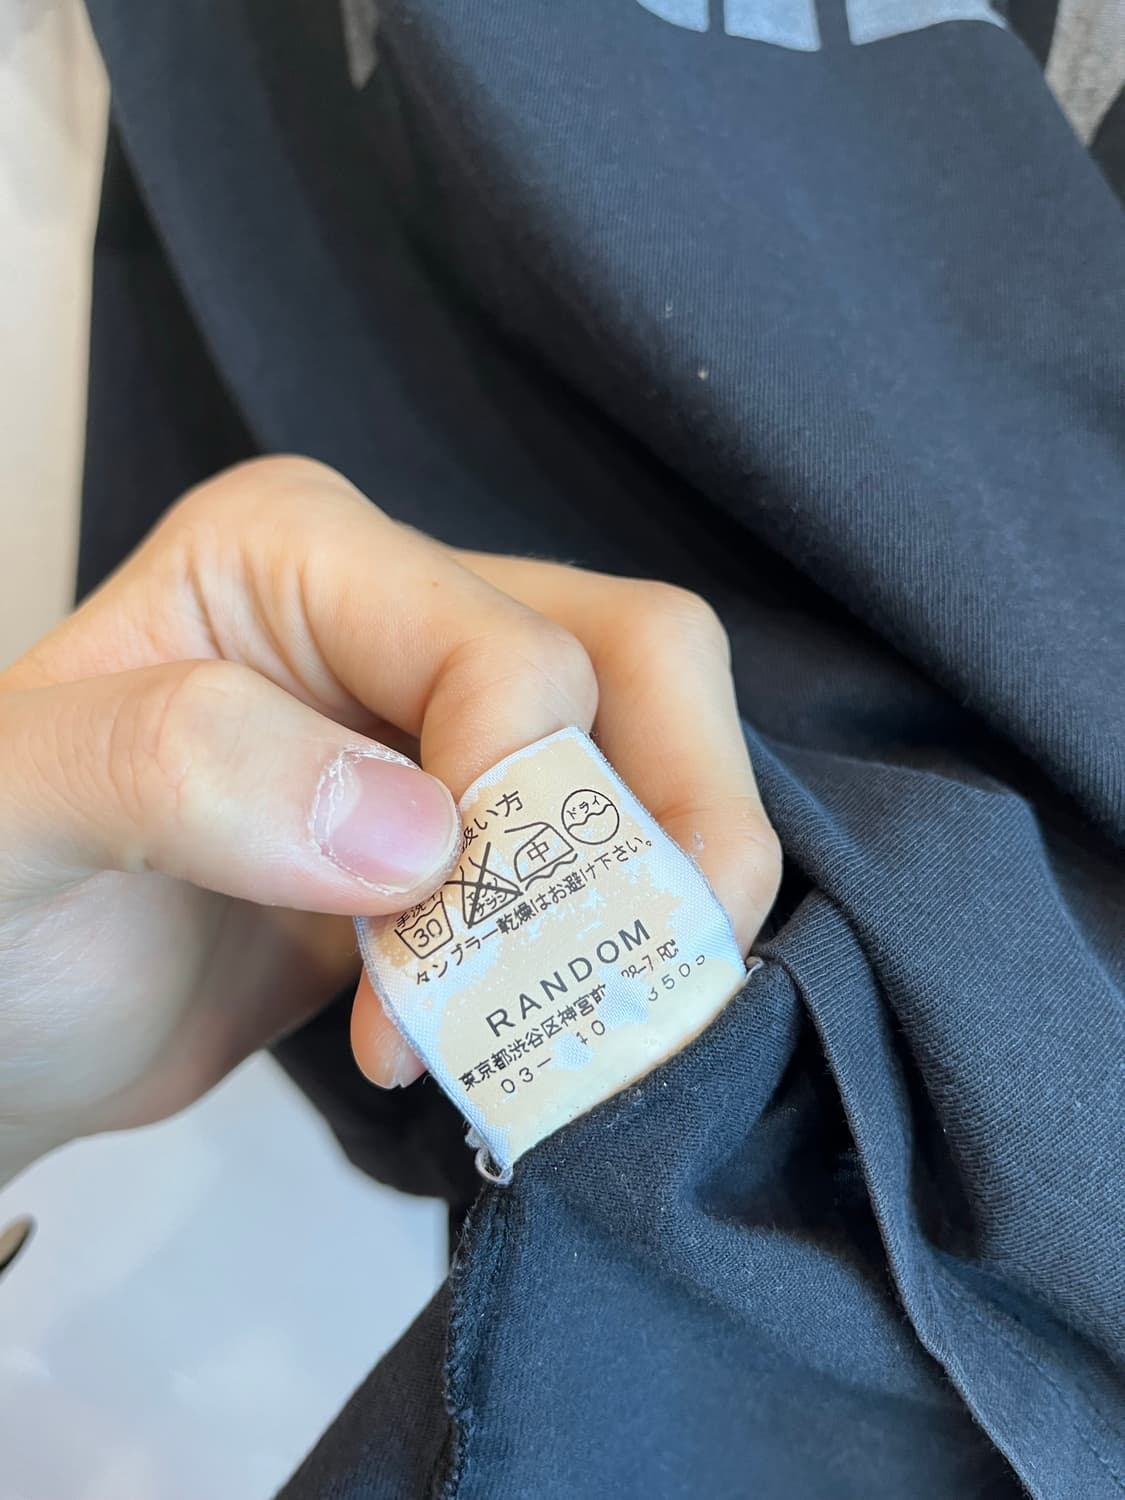 扱い方
ドライ
中
手洗イ
30
タンブラー乾燥はお避け下さい。
RANDOM
東京都渋谷区神宮前
03-